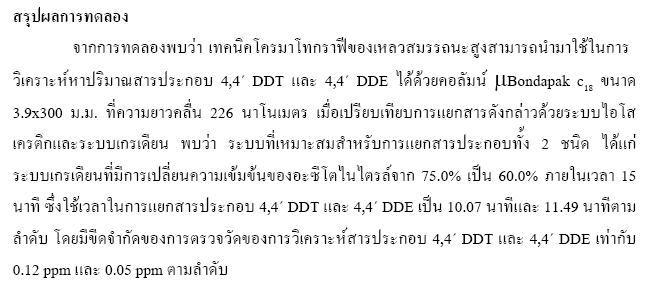 สรุปผลการทดลอง
จากการทดลองพบว่า เทคนิคโครมาโทกราฟีของเหลวสมรรถนะสูงสามารถนำมาใช้ในการ
วิเคราะห์หาปริมาณสารประกอบ 4,4′ DDT และ 4,4′ DDE ได้ด้วยคอลัมน์ μBondapak c₁₈ ขนาด
3.9x300 ม.ม. ที่ความยาวคลื่น 226 นาโนเมตร เมื่อเปรียบเทียบการแยกสารดังกล่าวด้วยระบบไอโส
เครติกและระบบเกรเดียน พบว่า ระบบที่เหมาะสมสำหรับการแยกสารประกอบทั้ง 2 ชนิด ได้แก่
ระบบเกรเดียนที่มีการเปลี่ยนความเข้มข้นของอะซีโตไนไตรล์จาก 75.0% เป็น 60.0% ภายในเวลา 15
นาที ซึ่งใช้เวลาในการแยกสารประกอบ 4,4′ DDT และ 4,4′ DDE เป็น 10.07 นาทีและ 11.49 นาทีตาม
ลำดับ โดยมีขีดจำกัดของการตรวจวัดของการวิเคราะห์สารประกอบ 4,4′ DDT และ 4,4′ DDE เท่ากับ
0.12 ppm และ 0.05 ppm ตามลำดับ